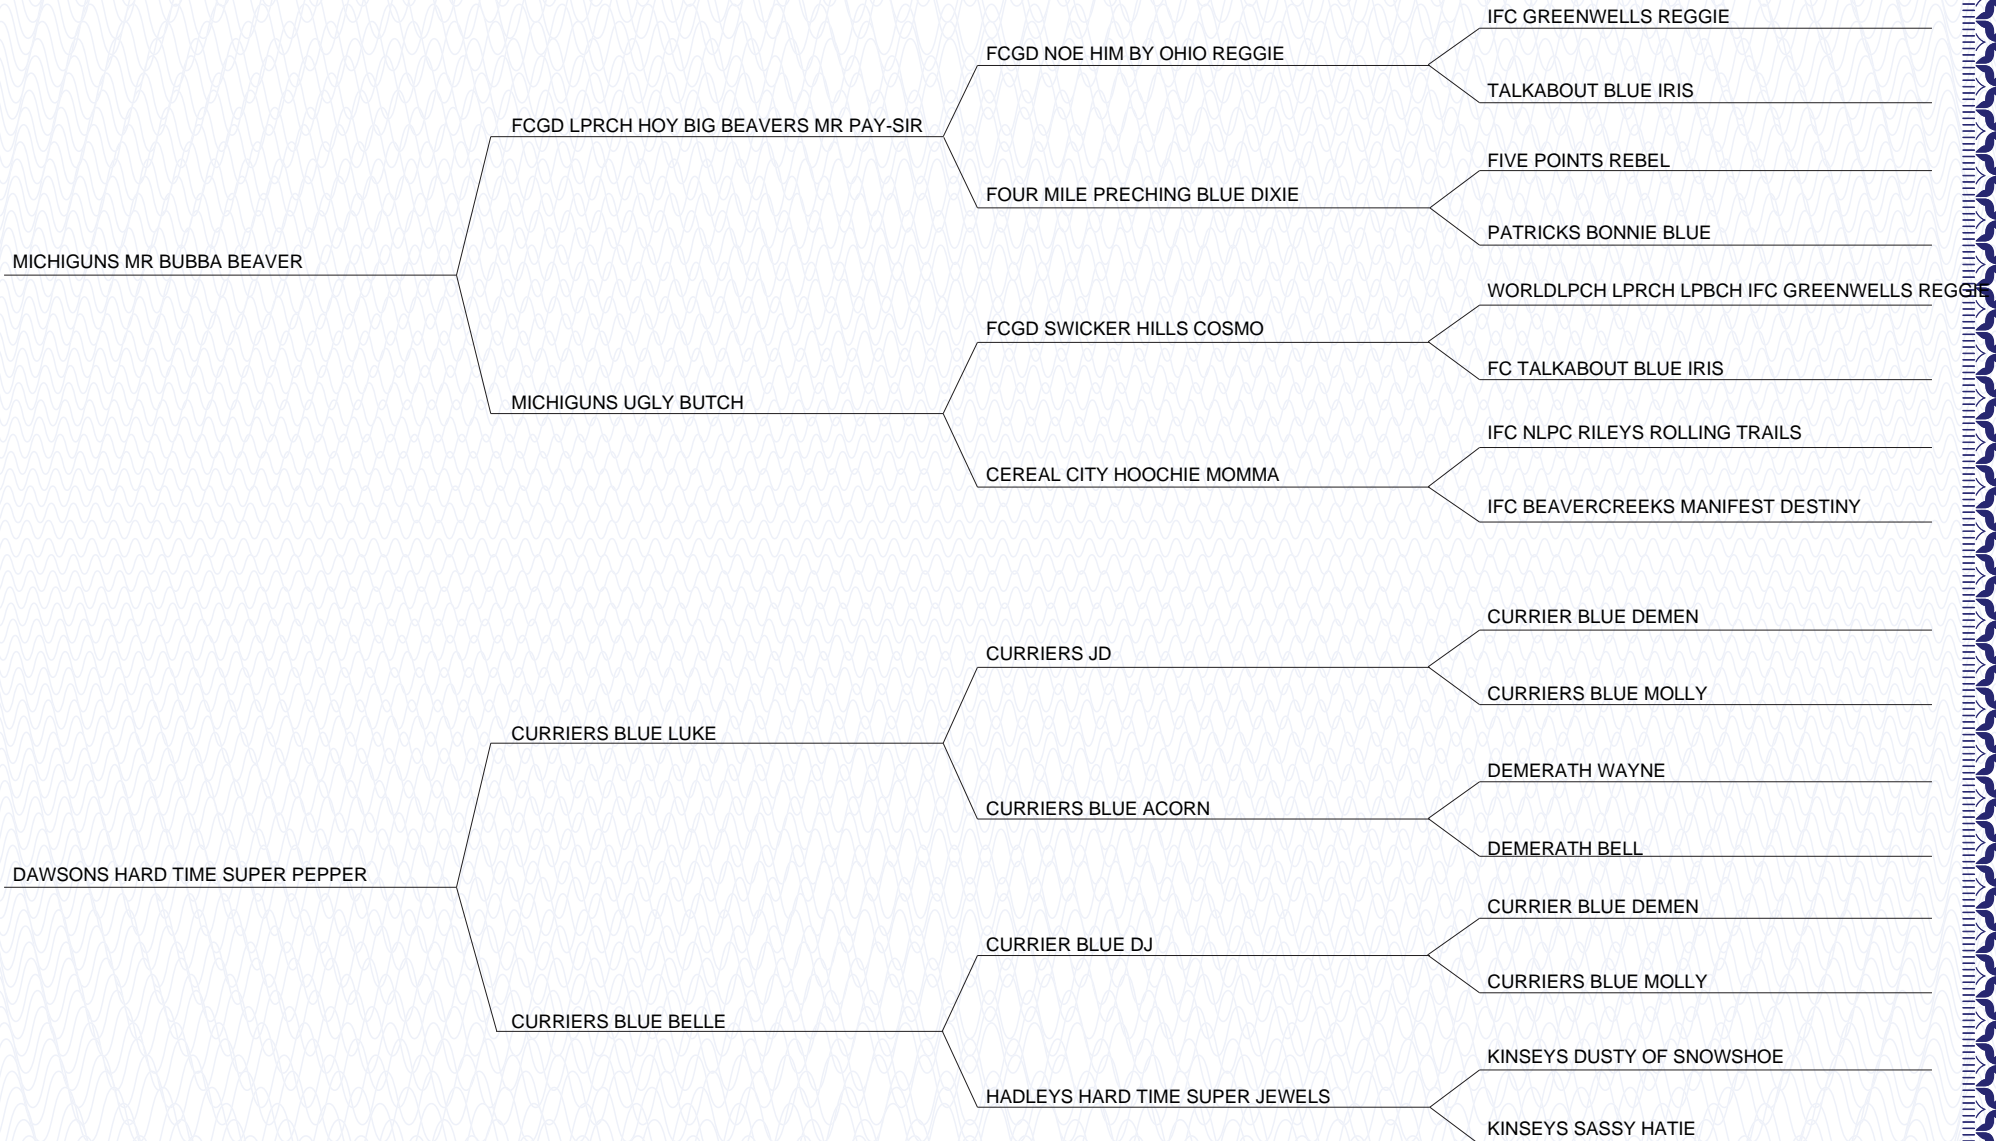 IFC GREENWELLS REGGIE
FCGD NOE HIM BY OHIO REGGIE
TALKABOUT BLUE IRIS
FCGD LPRCH HOY BIG BEAVERS MR PAY-SIR
FIVE POINTS REBEL
FOUR MILE PRECHING BLUE DIXIE
PATRICKS BONNIE BLUE
MICHIGUNS MR BUBBA BEAVER
WORLDLPCH LPRCH LPBCH IFC GREENWELLS REGGIE
FCGD SWICKER HILLS COSMO
FC TALKABOUT BLUE IRIS
MICHIGUNS UGLY BUTCH
IFC NLPC RILEYS ROLLING TRAILS
CEREAL CITY HOOCHIE MOMMA
IFC BEAVERCREEKS MANIFEST DESTINY
CURRIER BLUE DEMEN
CURRIERS JD
CURRIERS BLUE MOLLY
CURRIERS BLUE LUKE
DEMERATH WAYNE
CURRIERS BLUE ACORN
DEMERATH BELL
DAWSONS HARD TIME SUPER PEPPER
CURRIER BLUE DEMEN
CURRIER BLUE DJ
CURRIERS BLUE MOLLY
CURRIERS BLUE BELLE
KINSEYS DUSTY OF SNOWSHOE
HADLEYS HARD TIME SUPER JEWELS
KINSEYS SASSY HATIE